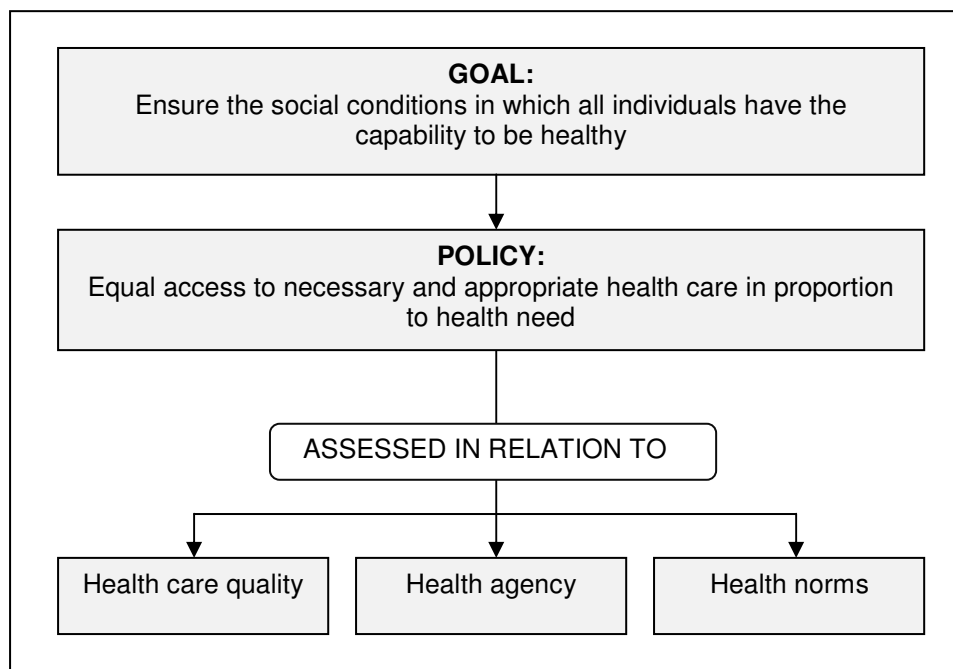 GOAL:
Ensure the social conditions in which all individuals have the
capability to be healthy
POLICY:
Equal access to necessary and appropriate health care in proportion
to health need
ASSESSED IN RELATION TO
Health care quality
Health agency
Health norms